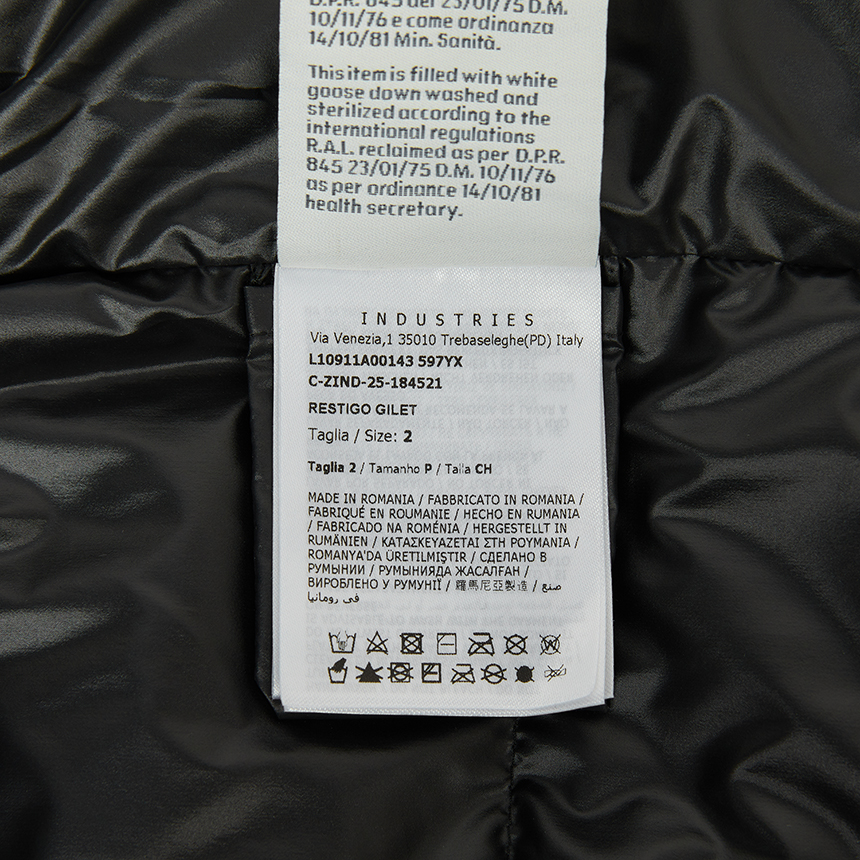 D.P.R. 845 del 23/01/75 D.M.
10/11/76 e come ordinanza
14/10/81 Min. Sanità.
This item is filled with white
goose down washed and
sterilized according to the
international regulations
R.A.L. reclaimed as per D.P.R.
845 23/01/75 D.M. 10/11/76
as per ordinance 14/10/81
health secretary.
INDUSTRIES
Via Venezia,1 35010 Trebaseleghe(PD) Italy
L10911A00143 597YX
C-ZIND-25-184521
RESTIGO GILET
Taglia / Size: 2
Taglia 2 / Tamanho P / Talla CH
MADE IN ROMANIA / FABBRICATO IN ROMANIA /
FABRIQUÉ EN ROUMANIE / HECHO EN RUMANIA
/ FABRICADO NA ROMÉNIA / HERGESTELLT IN
RUMÄNIEN / ΚΑΤΑΣΚΕΥΑΖΕΤΑΙ ΣΤΗ ΡΟΥΜΑΝΙΑ /
ROMANYA'DA ÜRETILMIŞTIR / СДЕЛАНО В
РУМЫНИИ / РУМЫНИЯДА ЖАСАЛҒАН /
ВИРОБЛЕНО У РУМУНІЇ / 羅馬尼亞製造 / صنع
في رومانيا